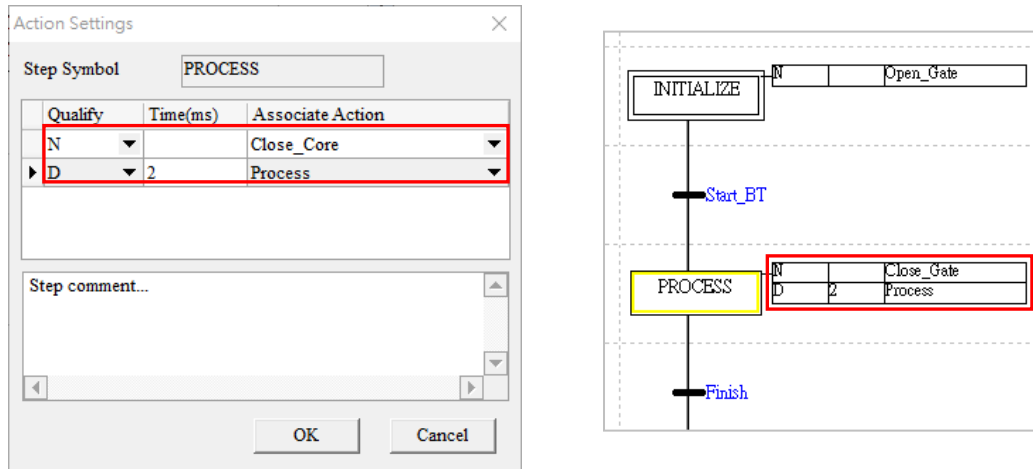 Action Settings
Step Symbol PROCESS
Qualify Time(ms) Associate Action
N Close_Core
D 2 Process
Step comment...
OK Cancel
N Open_Gate
INITIALIZE
Start_BT
N Close_Gate
PROCESS
D 2 Process
Finish